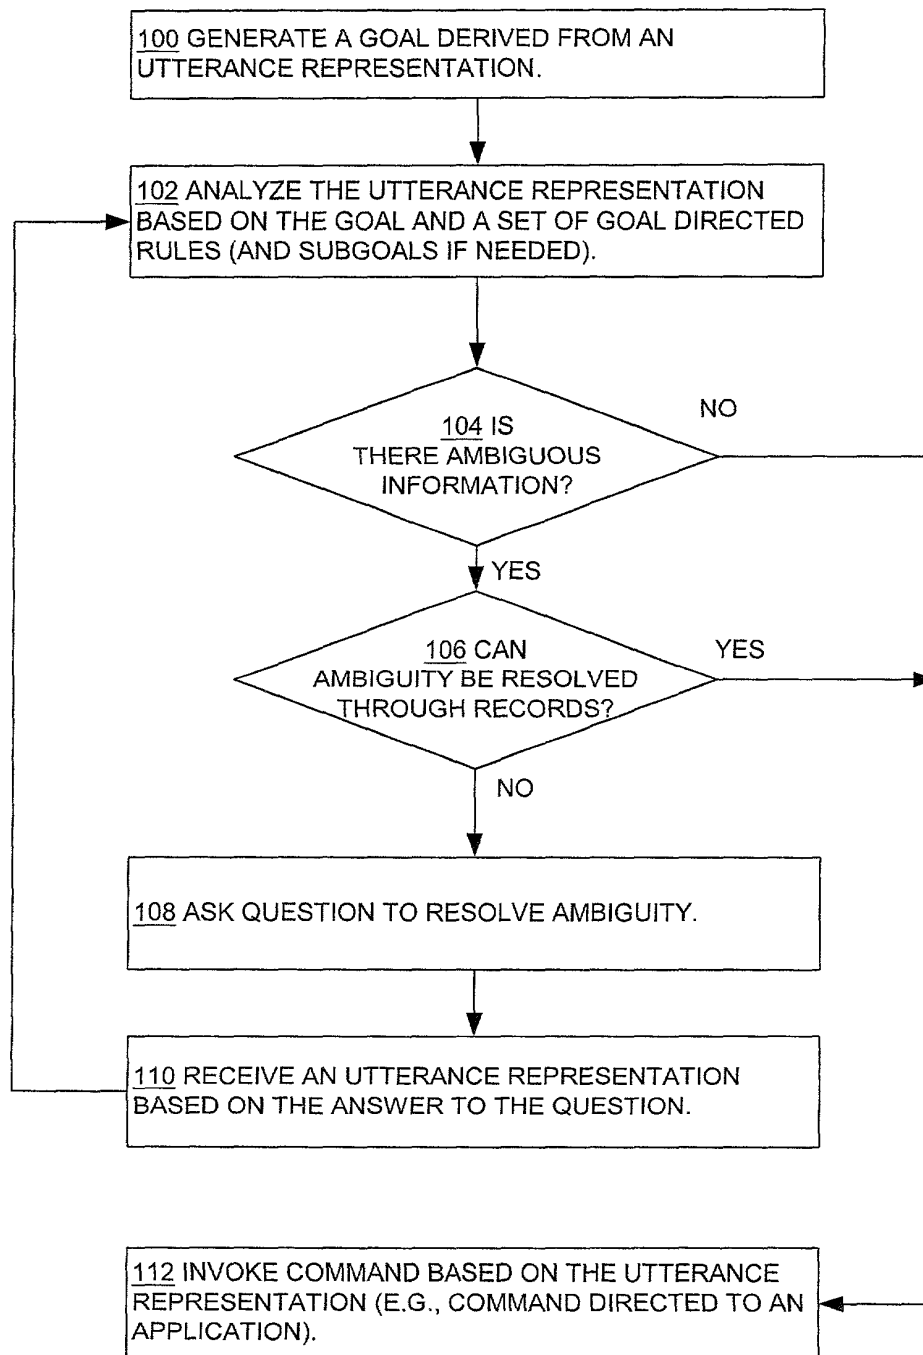 100 GENERATE A GOAL DERIVED FROM AN
UTTERANCE REPRESENTATION.
102 ANALYZE THE UTTERANCE REPRESENTATION
BASED ON THE GOAL AND A SET OF GOAL DIRECTED
RULES (AND SUBGOALS IF NEEDED).
104 IS
THERE AMBIGUOUS
INFORMATION?
NO
YES
106 CAN
AMBIGUITY BE RESOLVED
THROUGH RECORDS?
YES
NO
108 ASK QUESTION TO RESOLVE AMBIGUITY.
110 RECEIVE AN UTTERANCE REPRESENTATION
BASED ON THE ANSWER TO THE QUESTION.
112 INVOKE COMMAND BASED ON THE UTTERANCE
REPRESENTATION (E.G., COMMAND DIRECTED TO AN
APPLICATION).